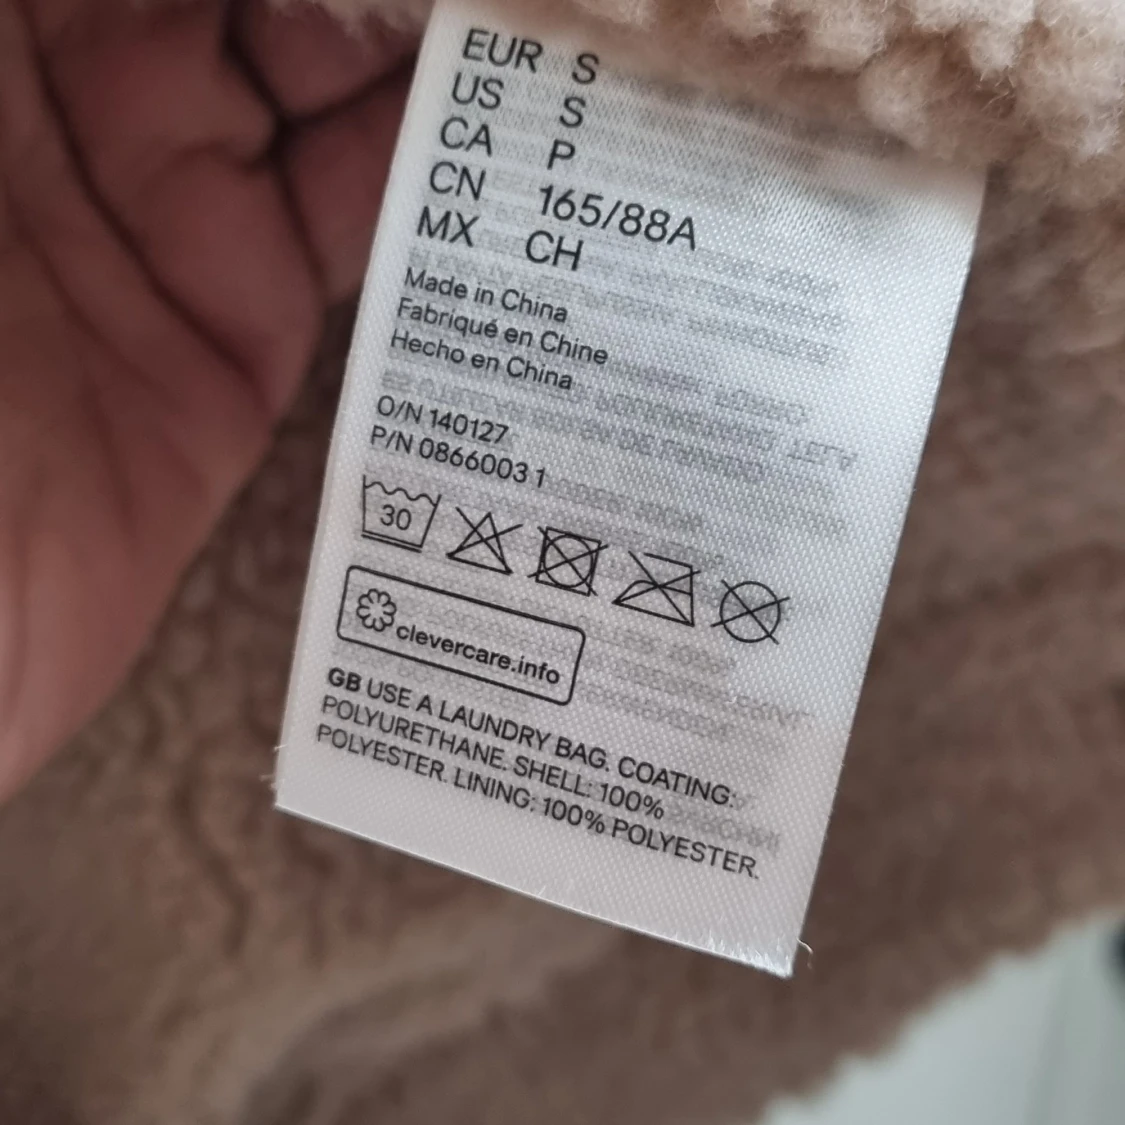 EUR S
US S
CA P
CN 165/88A
MX CH
Made in China
Fabriqué en Chine
Hecho en China
O/N 140127
P/N 0866003 1
30
clevercare.info
GB USE A LAUNDRY BAG. COATING:
POLYURETHANE. SHELL: 100%
POLYESTER. LINING: 100% POLYESTER.